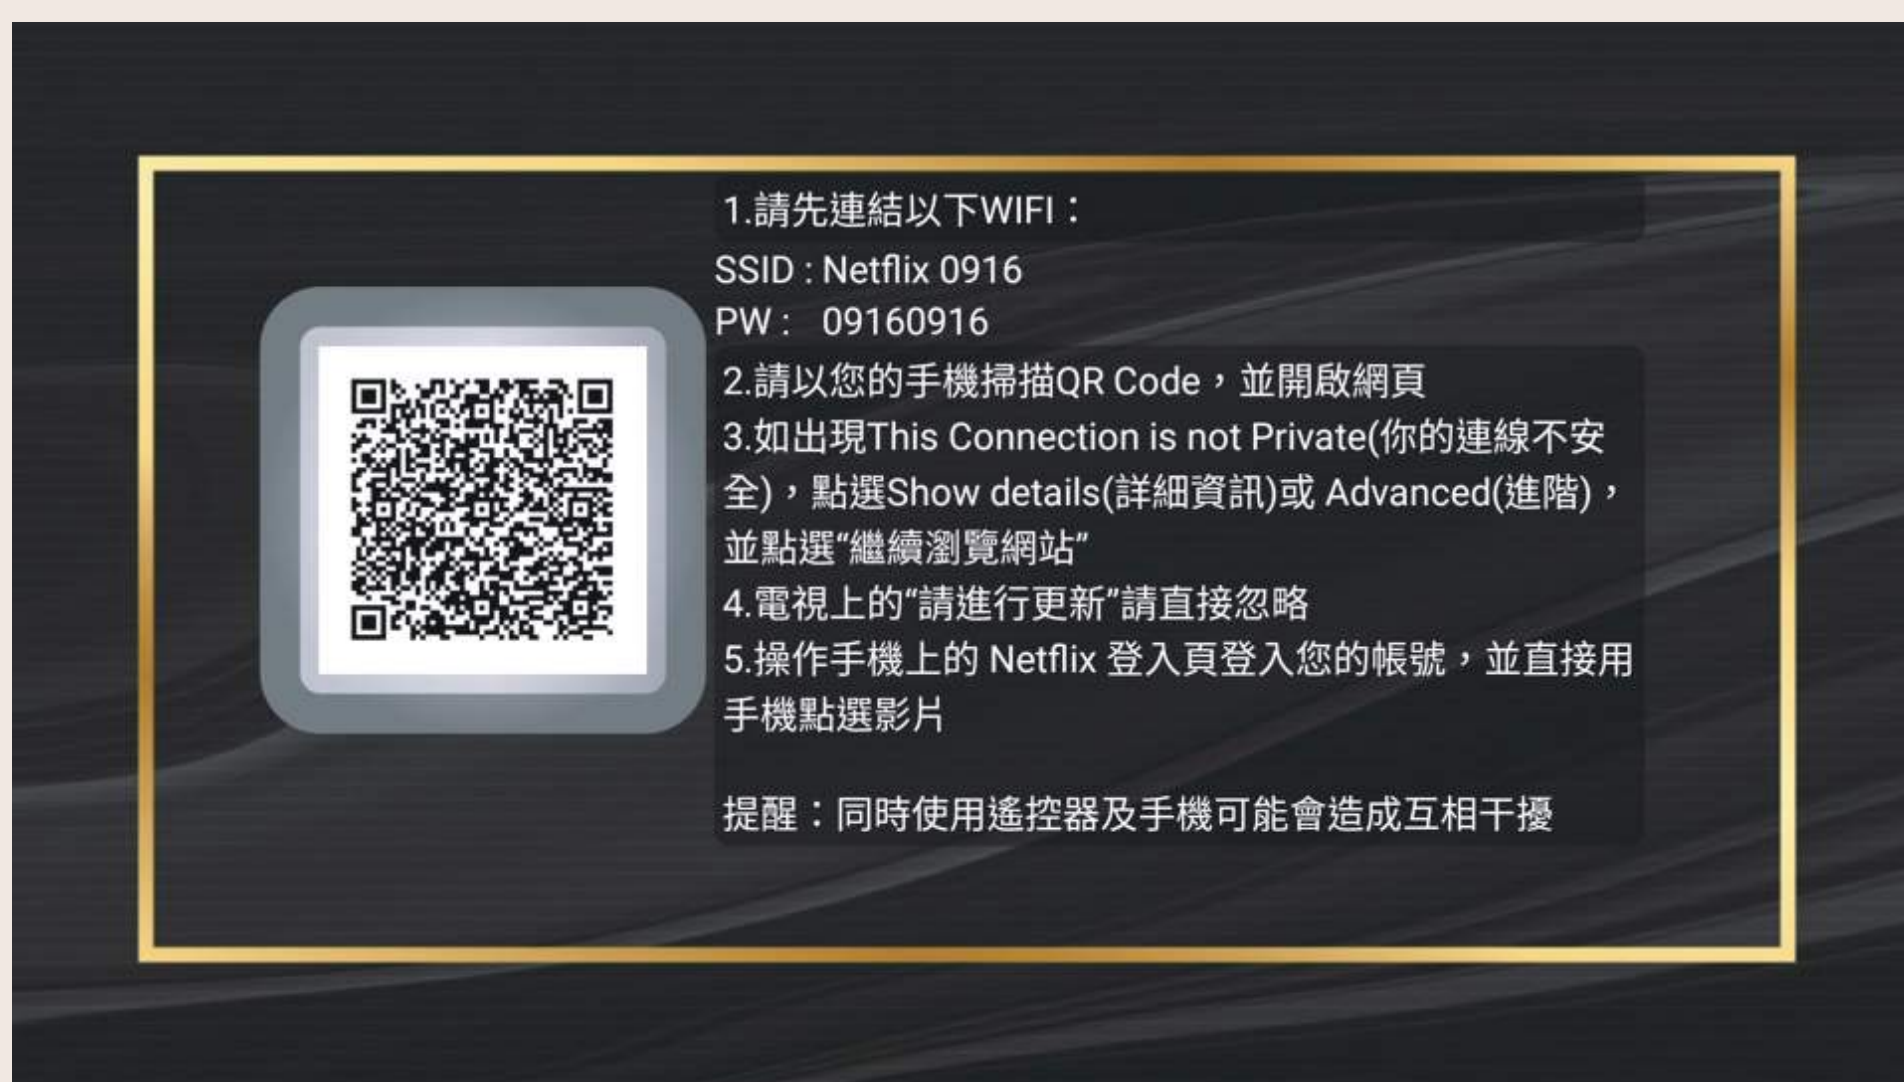 1.請先連結以下WIFI：
SSID : Netflix 0916
PW :   09160916
2.請以您的手機掃描QR Code，並開啟網頁
3.如出現This Connection is not Private(你的連線不安
全)，點選Show details(詳細資訊)或 Advanced(進階)，
並點選“繼續瀏覽網站”
4.電視上的“請進行更新”請直接忽略
5.操作手機上的 Netflix 登入頁登入您的帳號，並直接用
手機點選影片
提醒：同時使用遙控器及手機可能會造成互相干擾